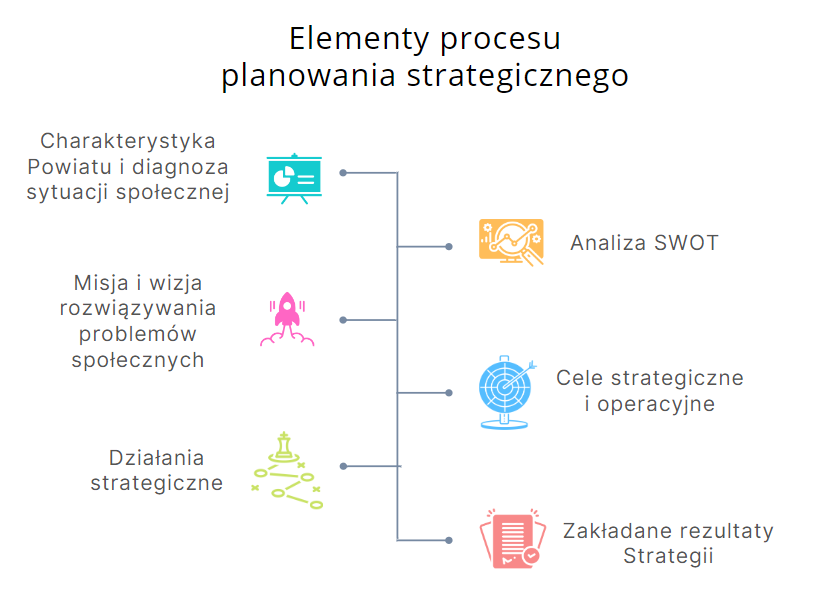 Elementy procesu
planowania strategicznego
Charakterystyka
Powiatu i diagnoza
sytuacji społecznej
Analiza SWOT
Misja i wizja
rozwiązywania
problemów
społecznych
Cele strategiczne
i operacyjne
Działania
strategiczne
Zakładane rezultaty
Strategii